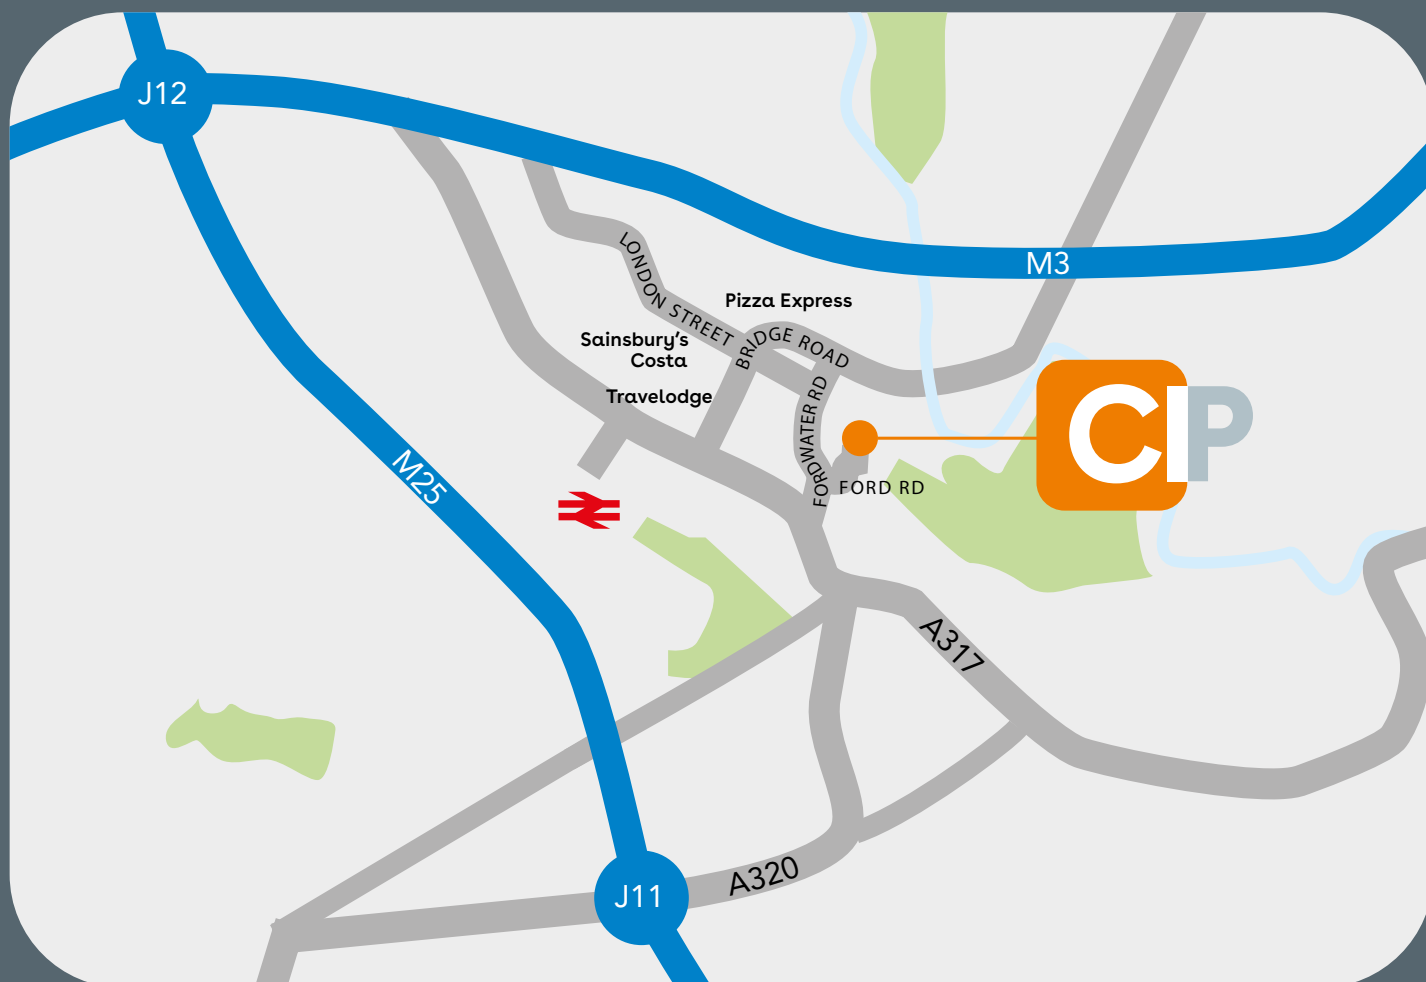 J12
M3
LONDON STREET
Pizza Express
BRIDGE ROAD
Sainsbury's
Costa
Travelodge
FORDWATER RD
CIP
M25
FORD RD
A317
A320
J11